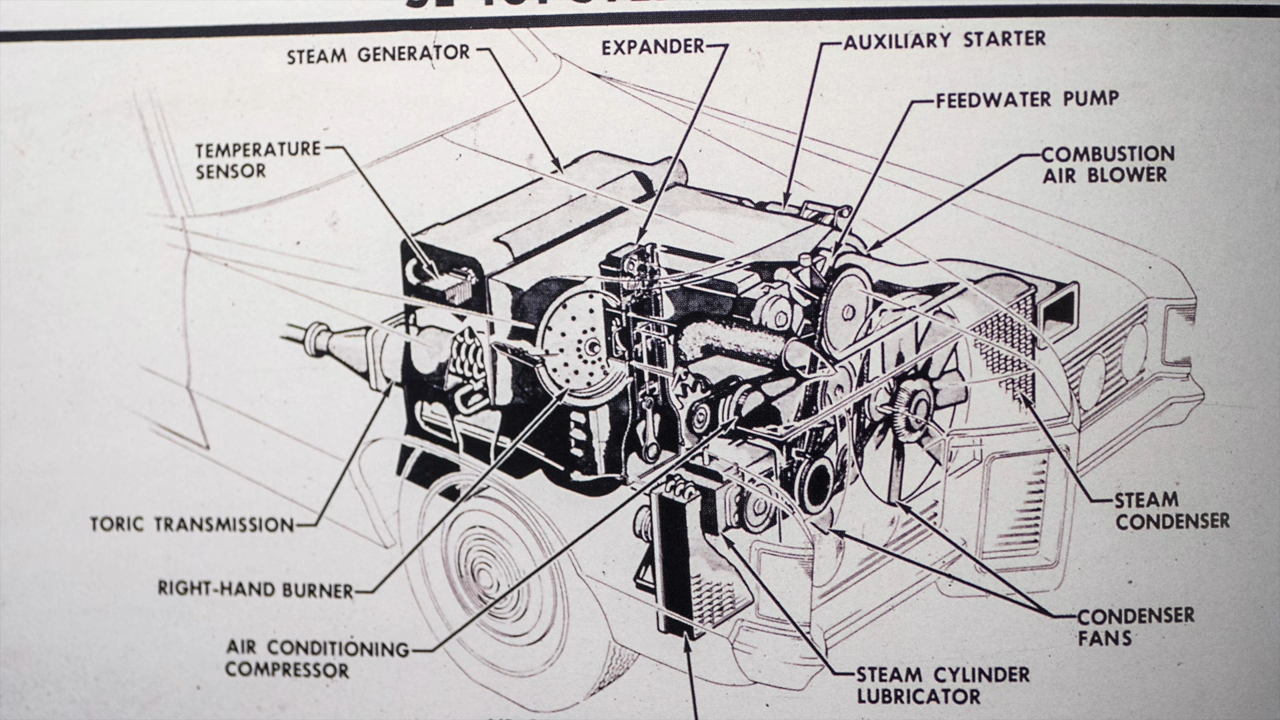 STEAM GENERATOR
EXPANDER
AUXILIARY STARTER
FEEDWATER PUMP
TEMPERATURE
SENSOR
COMBUSTION
AIR BLOWER
STEAM
CONDENSER
TORIC TRANSMISSION
RIGHT-HAND BURNER
CONDENSER
FANS
AIR CONDITIONING
COMPRESSOR
STEAM CYLINDER
LUBRICATOR